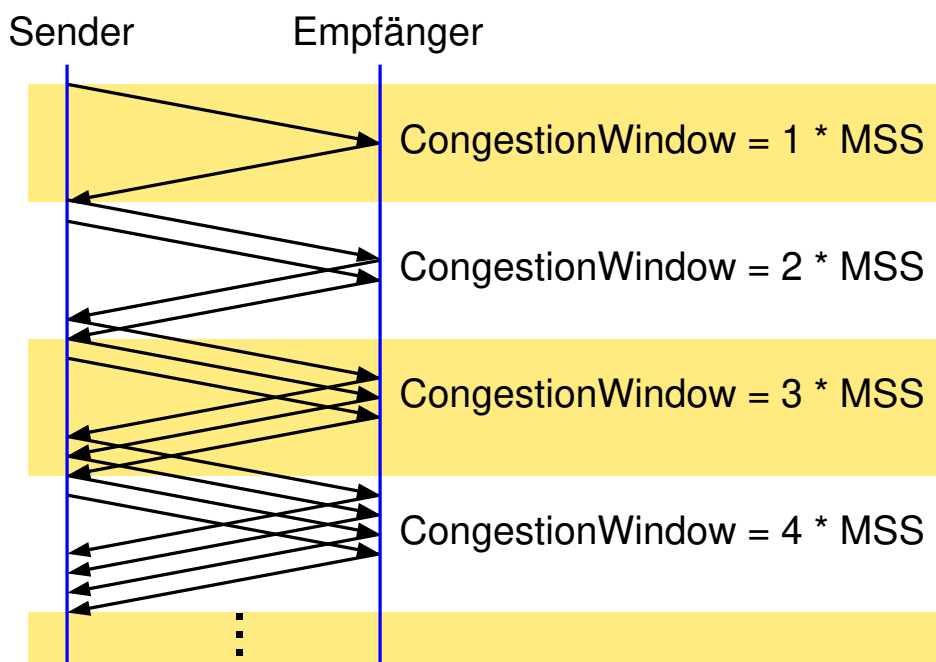 Sender Empfänger
CongestionWindow = 1 * MSS
CongestionWindow = 2 * MSS
CongestionWindow = 3 * MSS
CongestionWindow = 4 * MSS